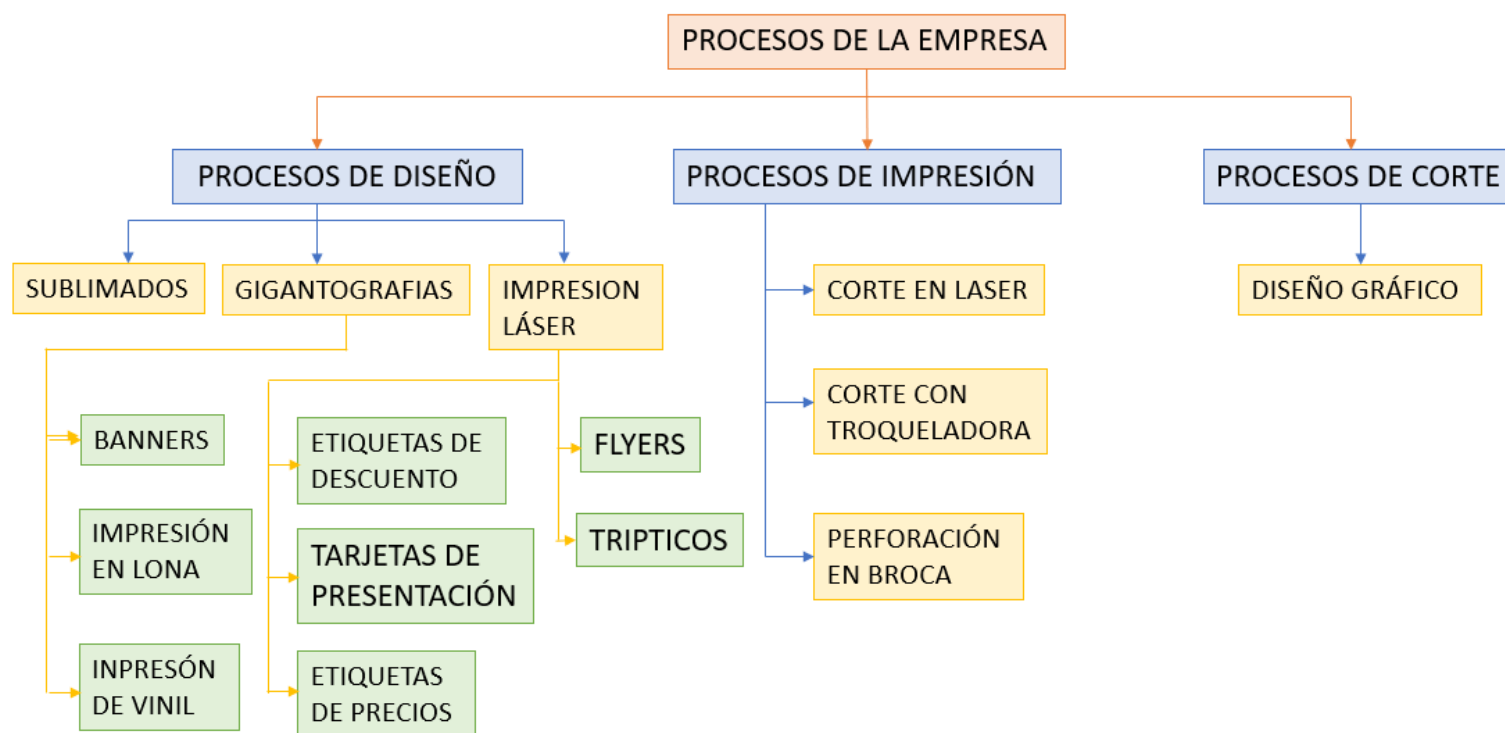 PROCESOS DE LA EMPRESA
PROCESOS DE DISEÑO
PROCESOS DE IMPRESIÓN
PROCESOS DE CORTE
SUBLIMADOS
GIGANTOGRAFIAS
IMPRESION
LÁSER
CORTE EN LASER
DISEÑO GRÁFICO
BANNERS
ETIQUETAS DE
DESCUENTO
FLYERS
CORTE CON
TROQUELADORA
IMPRESIÓN
EN LONA
TARJETAS DE
PRESENTACIÓN
TRIPTICOS
PERFORACIÓN
EN BROCA
INPRESÓN
DE VINIL
ETIQUETAS
DE PRECIOS